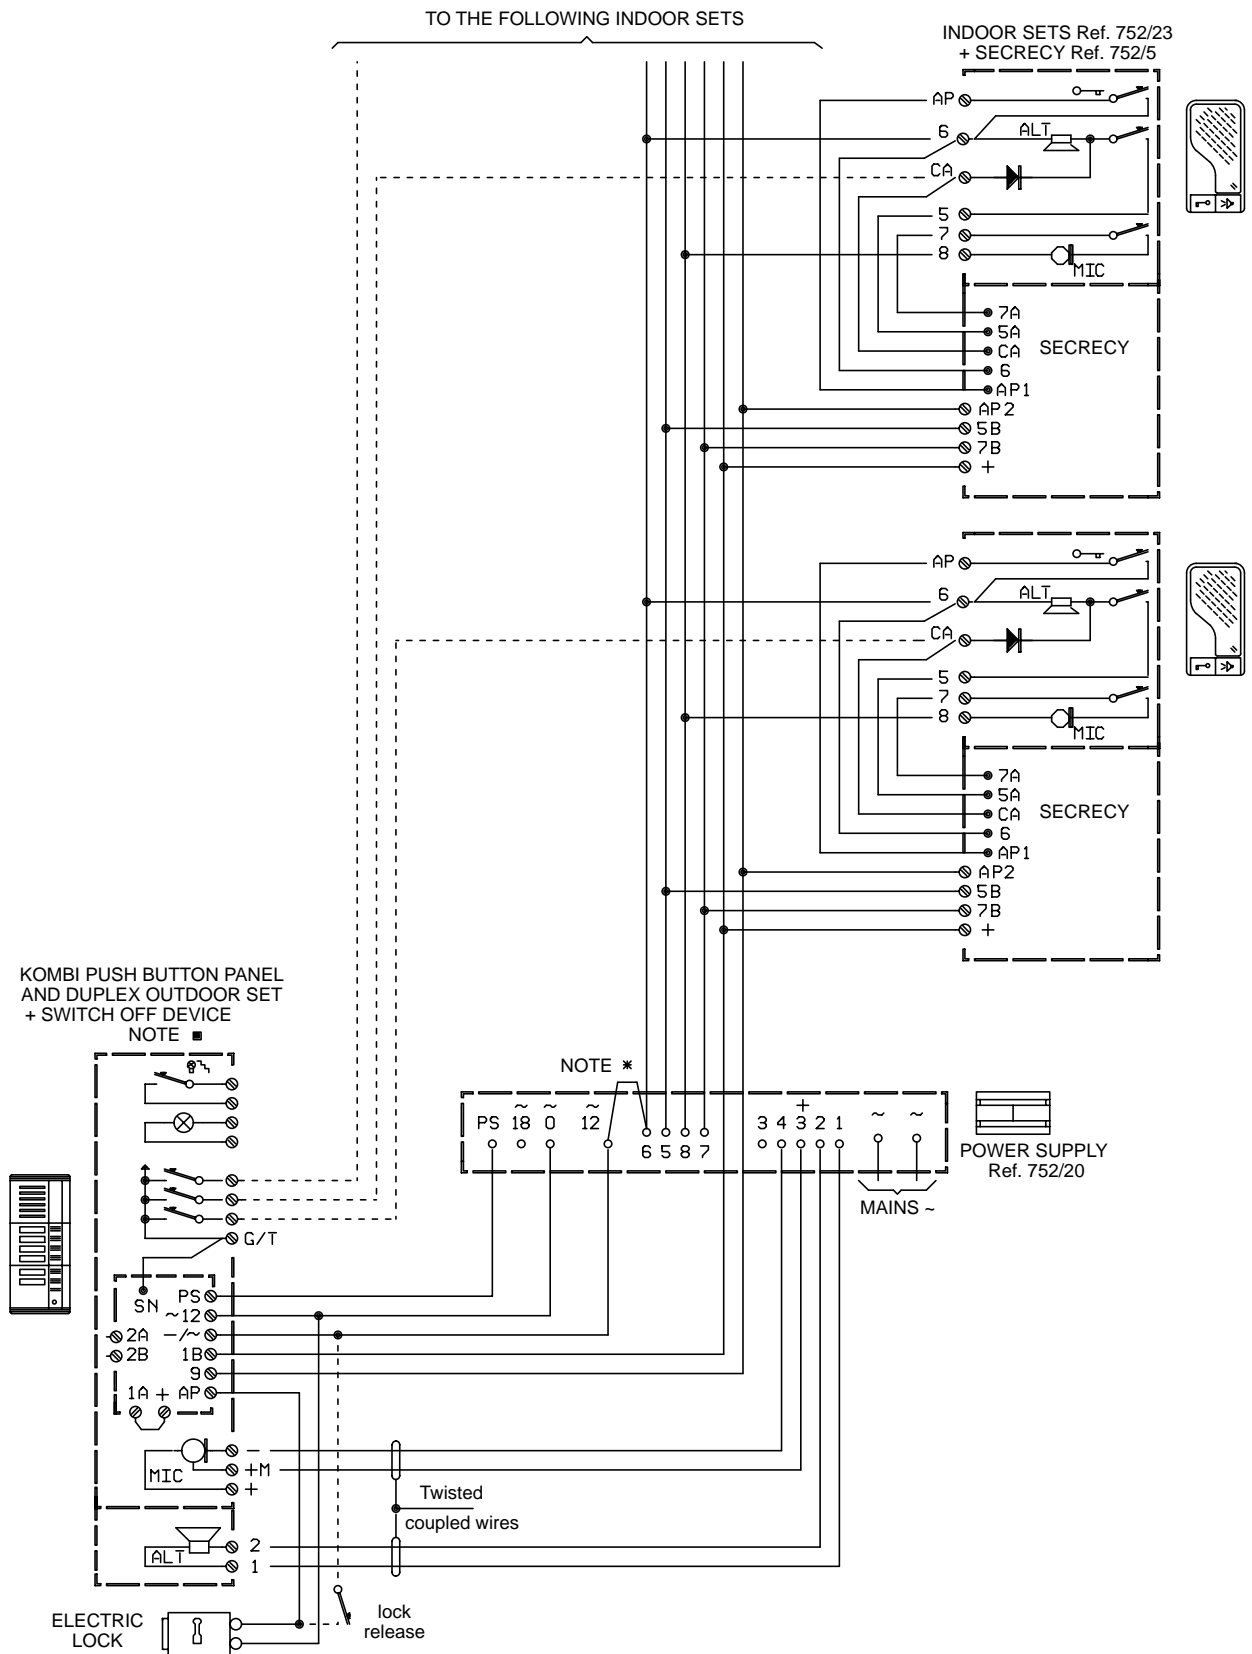 TO THE FOLLOWING INDOOR SETS
INDOOR SETS Ref. 752/23
+ SECRECY Ref. 752/5
AP
6
ALT
CA
5
7
8
MIC
7A
5A
CA
SECRECY
6
AP1
AP2
5B
7B
+
AP
6
ALT
CA
5
7
8
MIC
7A
5A
CA
SECRECY
6
AP1
AP2
5B
7B
+
KOMBI PUSH BUTTON PANEL
AND DUPLEX OUTDOOR SET
+ SWITCH OFF DEVICE
NOTE ■
NOTE *
PS ~18 ~0 ~12 6 5 8 7 3 4 +3 2 1 ~ ~
POWER SUPPLY
Ref. 752/20
MAINS ~
G/T
SN
PS
~12
2A -/~
2B 1B
9
1A + AP
-
MIC +M
+
Twisted
coupled wires
2
ALT
1
ELECTRIC
LOCK
lock
release